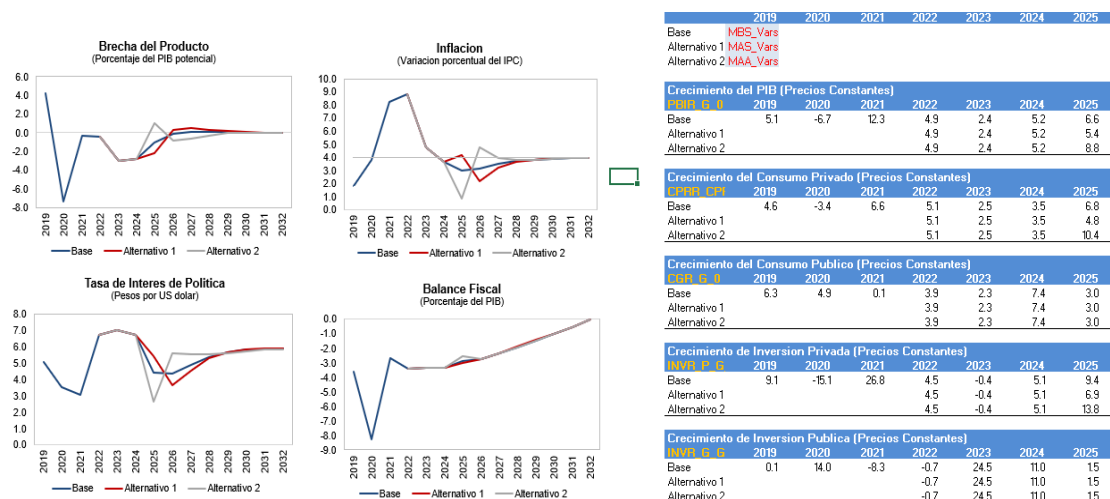 Brecha del Producto
(Porcentaje del PIB potencial)
6.0
4.0
2.0
0.0
-2.0
-4.0
-6.0
-8.0
2019 2020 2021 2022 2023 2024 2025 2026 2027 2028 2029 2030 2031 2032
Base Alternativo 1 Alternativo 2
Inflacion
(Variacion porcentual del IPC)
10.0
9.0
8.0
7.0
6.0
5.0
4.0
3.0
2.0
1.0
0.0
2019 2020 2021 2022 2023 2024 2025 2026 2027 2028 2029 2030 2031 2032
Base Alternativo 1 Alternativo 2
Tasa de Interes de Politica
(Pesos por US dolar)
8.0
7.0
6.0
5.0
4.0
3.0
2.0
1.0
0.0
2019 2020 2021 2022 2023 2024 2025 2026 2027 2028 2029 2030 2031 2032
Base Alternativo 1 Alternativo 2
Balance Fiscal
(Porcentaje del PIB)
0.0
-1.0
-2.0
-3.0
-4.0
-5.0
-6.0
-7.0
-8.0
-9.0
2019 2020 2021 2022 2023 2024 2025 2026 2027 2028 2029 2030 2031 2032
Base Alternativo 1 Alternativo 2
2019 2020 2021 2022 2023 2024 2025
Base MBS_Vars
Alternativo 1 MAS_Vars
Alternativo 2 MAA_Vars
Crecimiento del PIB (Precios Constantes)
PBIR_G_0 2019 2020 2021 2022 2023 2024 2025
Base 5.1 -6.7 12.3 4.9 2.4 5.2 6.6
Alternativo 1 4.9 2.4 5.2 5.4
Alternativo 2 4.9 2.4 5.2 8.8
Crecimiento del Consumo Privado (Precios Constantes)
2019 2020 2021 2022 2023 2024 2025
Base 4.6 -3.4 6.6 5.1 2.5 3.5 6.8
Alternativo 1 5.1 2.5 3.5 4.8
Alternativo 2 5.1 2.5 3.5 10.4
Crecimiento del Consumo Publico (Precios Constantes)
CGR_G_0 2019 2020 2021 2022 2023 2024 2025
Base 6.3 4.9 0.1 3.9 2.3 7.4 3.0
Alternativo 1 3.9 2.3 7.4 3.0
Alternativo 2 3.9 2.3 7.4 3.0
Crecimiento de Inversion Privada (Precios Constantes)
INVR_P_G 2019 2020 2021 2022 2023 2024 2025
Base 9.1 -15.1 26.8 4.5 -0.4 5.1 9.4
Alternativo 1 4.5 -0.4 5.1 6.9
Alternativo 2 4.5 -0.4 5.1 13.8
Crecimiento de Inversion Publica (Precios Constantes)
INVR_G_G 2019 2020 2021 2022 2023 2024 2025
Base 0.1 14.0 -8.3 -0.7 24.5 11.0 1.5
Alternativo 1 -0.7 24.5 11.0 1.5
Alternativo 2 -0.7 24.5 11.0 1.5